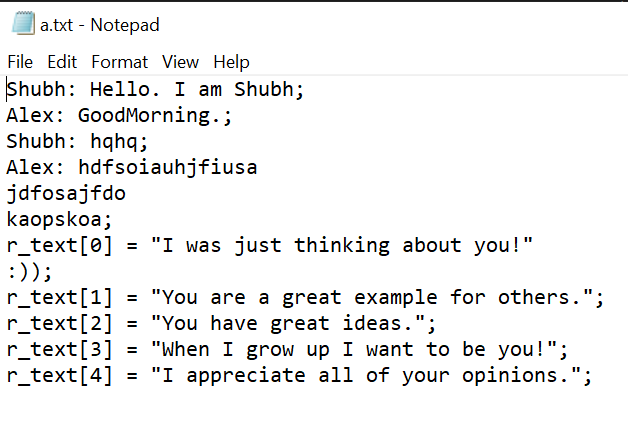 a.txt - Notepad
File Edit Format View Help
Shubh: Hello. I am Shubh;
Alex: GoodMorning.;
Shubh: hqhq;
Alex: hdfsoiauhjfiusa
jdfosajfdo
kaopskoa;
r_text[0] = "I was just thinking about you!"
:));
r_text[1] = "You are a great example for others.";
r_text[2] = "You have great ideas.";
r_text[3] = "When I grow up I want to be you!";
r_text[4] = "I appreciate all of your opinions.";